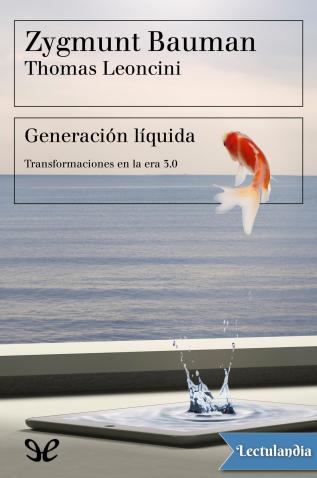 Zygmunt Bauman
Thomas Leoncini
Generación líquida
Transformaciones en la era 3.0
Lectulandia